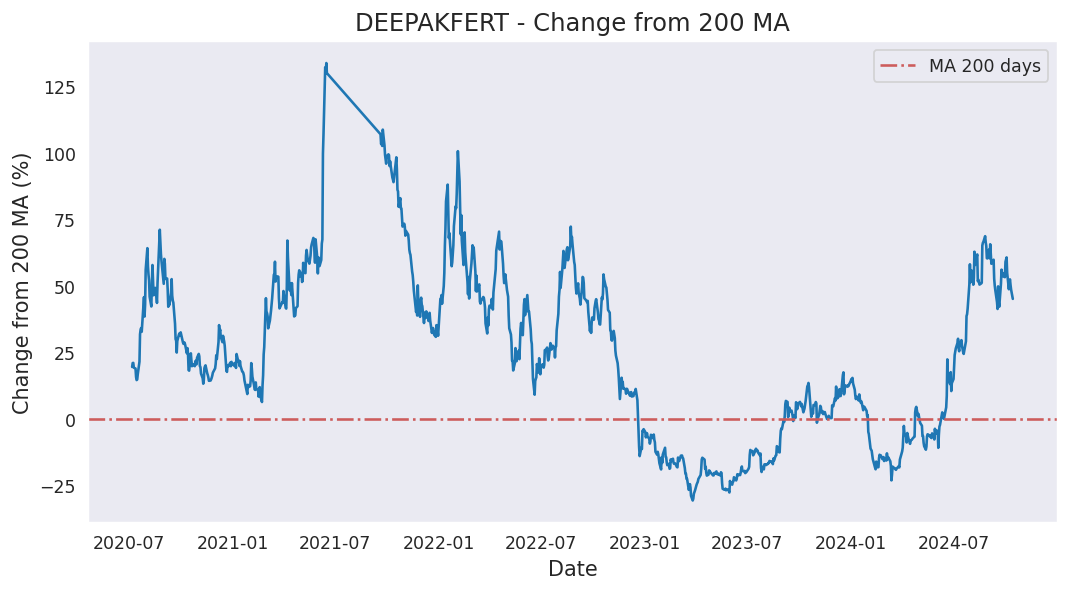 DEEPAKFERT - Change from 200 MA
MA 200 days
Change from 200 MA (%)
125
100
75
50
25
0
−25
2020-07 2021-01 2021-07 2022-01 2022-07 2023-01 2023-07 2024-01 2024-07
Date